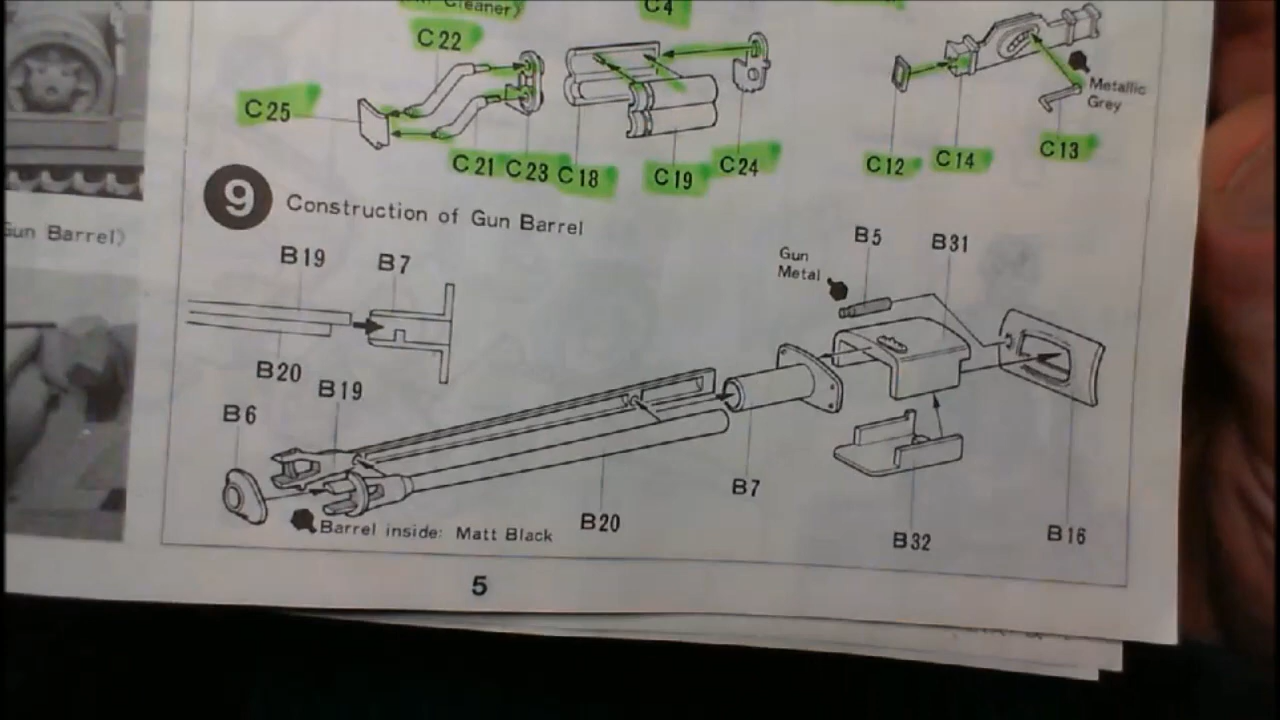 Cleaner)
C4
C22
C25
C21
C23
C18
C19
C24
C12
C14
C13
Metallic
Grey
9
Construction of Gun Barrel
Gun Barrel)
B19
B7
B20
B19
B6
Gun
Metal
B5
B31
B7
B20
B32
B16
Barrel inside: Matt Black
5